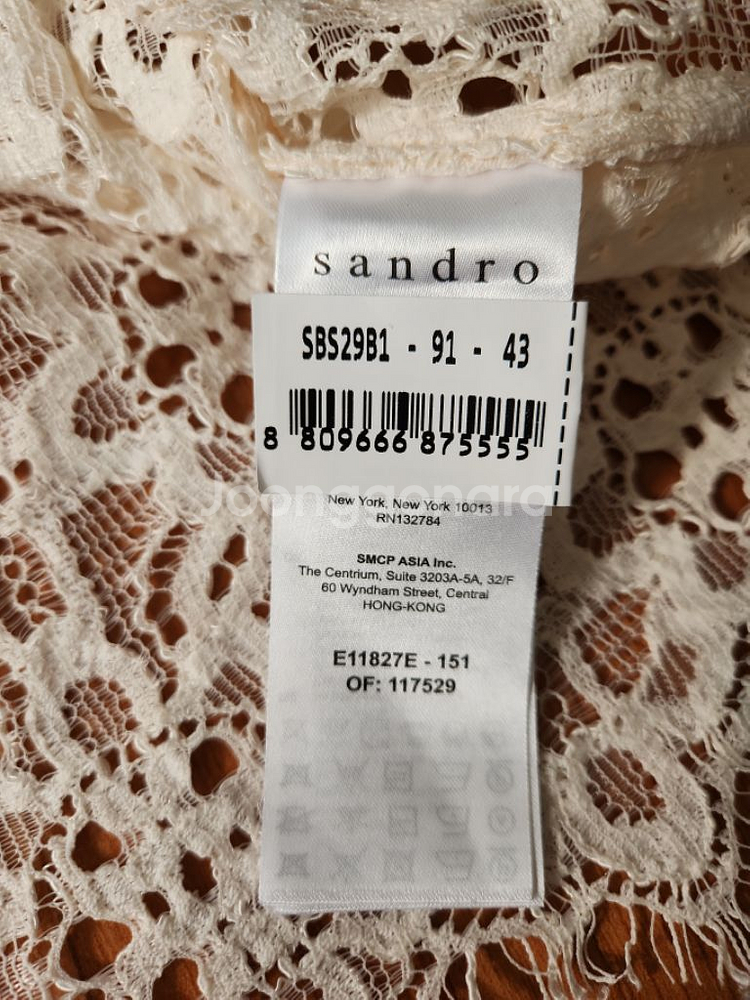 sandro
SBS29B1 - 91 - 43
8 809666 875555
Joonggonara
New York, New York 10013
RN132784
SMCP ASIA Inc.
The Centrium, Suite 3203A-5A, 32/F
60 Wyndham Street, Central
HONG-KONG
E11827E - 151
OF: 117529